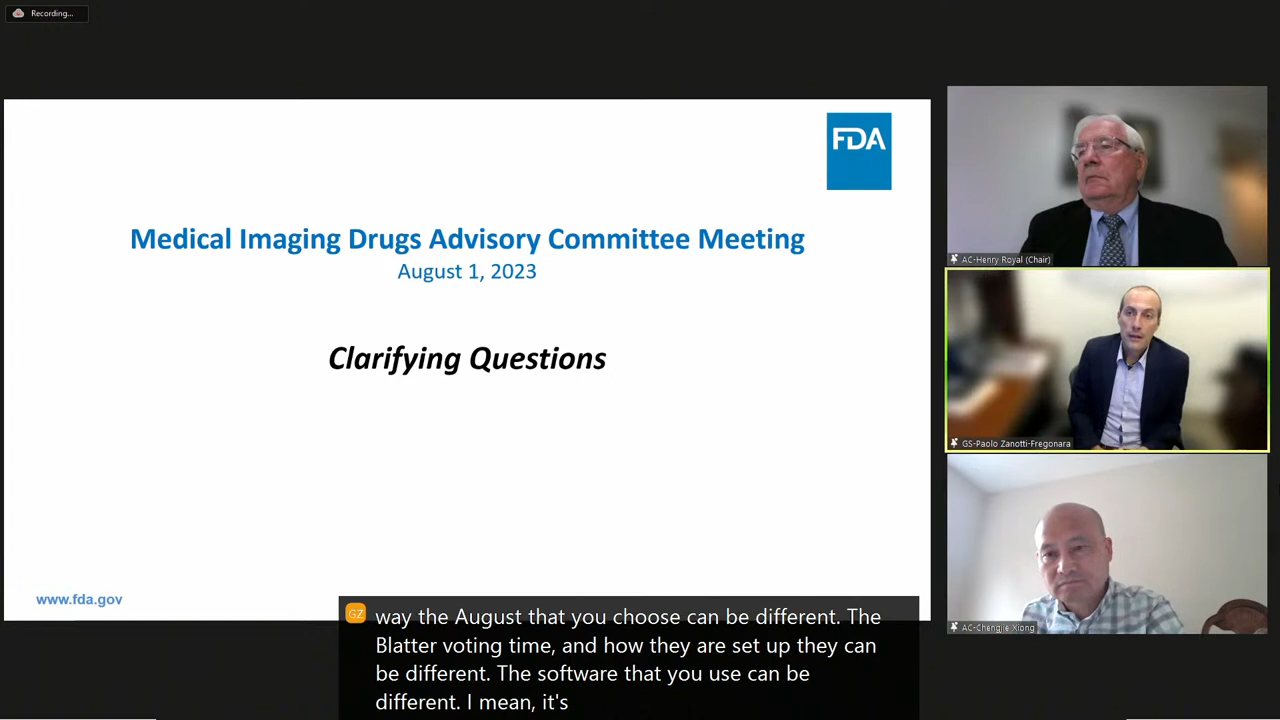 Recording...
FDA
Medical Imaging Drugs Advisory Committee Meeting
August 1, 2023
Clarifying Questions
www.fda.gov
AC-Henry Royal (Chair)
GS-Paolo Zanotti-Fregonara
AC-Chengjie Xiong
GZ
way the August that you choose can be different. The
Blatter voting time, and how they are set up they can
be different. The software that you use can be
different. I mean, it's